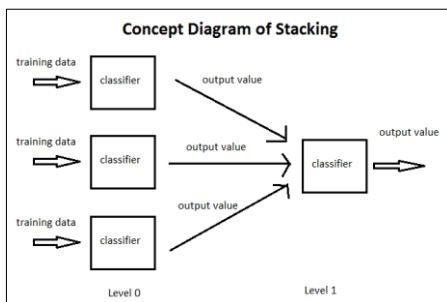 Concept Diagram of Stacking
training data
classifier
output value
training data
classifier
output value
classifier
output value
training data
classifier
output value
Level 0
Level 1